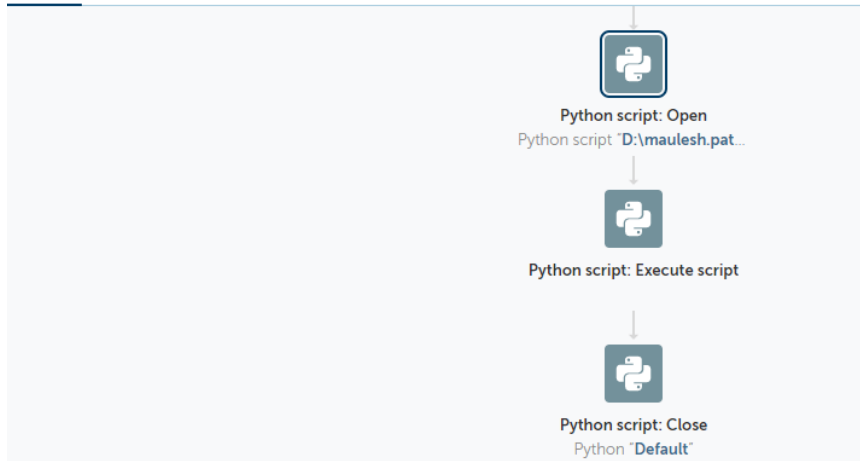 Python script: Open
Python script "D:\maulesh.pat...
Python script: Execute script
Python script: Close
Python "Default"